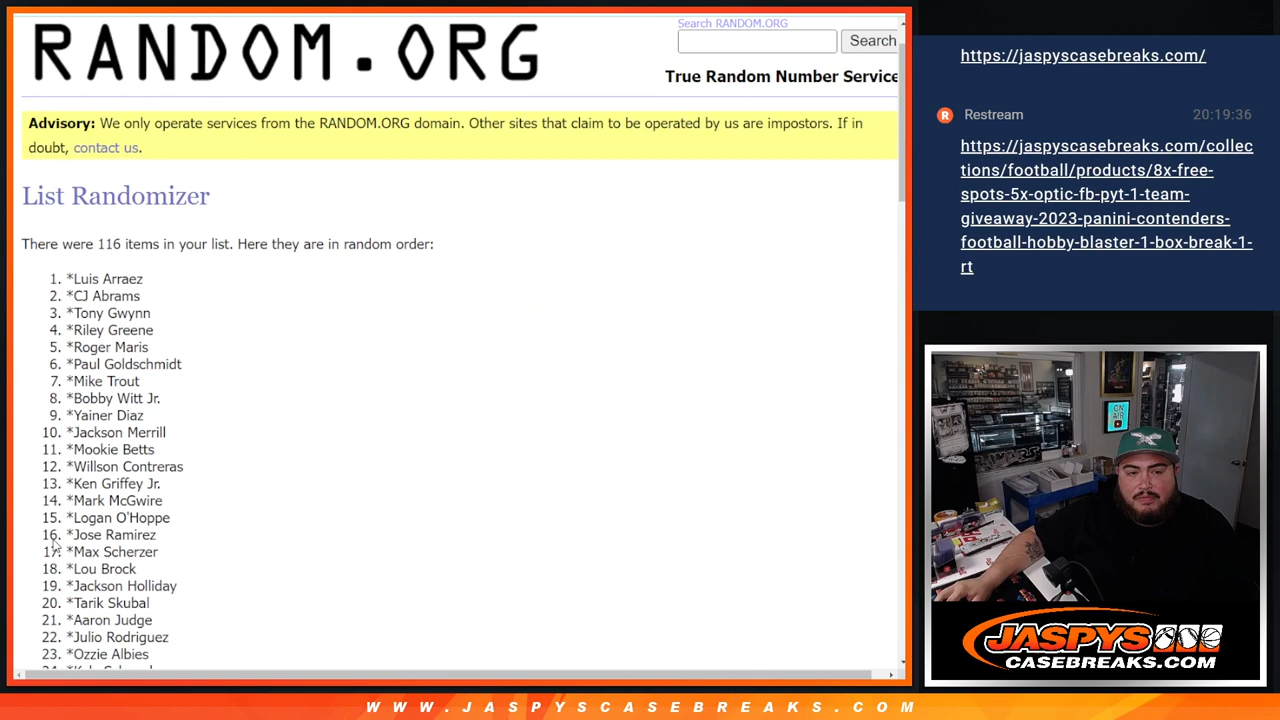 RANDOM.ORG
Search RANDOM.ORG
Search
True Random Number Service
Advisory: We only operate services from the RANDOM.ORG domain. Other sites that claim to be operated by us are impostors. If in
doubt, contact us.
List Randomizer
There were 116 items in your list. Here they are in random order:
1. *Luis Arraez
2. *CJ Abrams
3. *Tony Gwynn
4. *Riley Greene
5. *Roger Maris
6. *Paul Goldschmidt
7. *Mike Trout
8. *Bobby Witt Jr.
9. *Yainer Diaz
10. *Jackson Merrill
11. *Mookie Betts
12. *Willson Contreras
13. *Ken Griffey Jr.
14. *Mark McGwire
15. *Logan O'Hoppe
16. *Jose Ramirez
17. *Max Scherzer
18. *Lou Brock
19. *Jackson Holliday
20. *Tarik Skubal
21. *Aaron Judge
22. *Julio Rodriguez
23. *Ozzie Albies
https://jaspyscasebreaks.com/
Restream 20:19:36
https://jaspyscasebreaks.com/collec
tions/football/products/8x-free-
spots-5x-optic-fb-pyt-1-team-
giveaway-2023-panini-contenders-
football-hobby-blaster-1-box-break-1-
rt
ON
AIR
JASPYS
CASEBREAKS.COM
WWW.JASPYSCASEBREAKS.COM